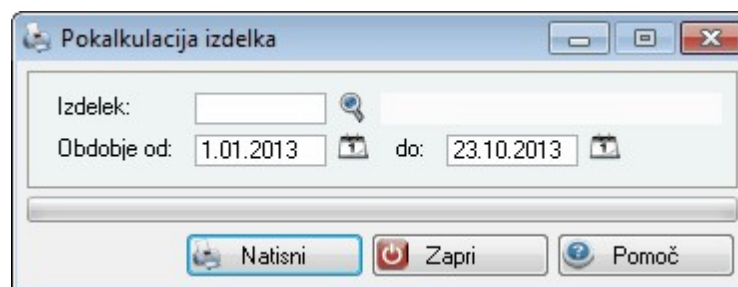 Pokalkulacija izdelka
Izdelek:
Obdobje od: 1.01.2013 do: 23.10.2013
Natisni Zapri Pomoč